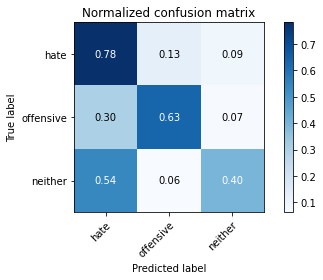 Normalized confusion matrix
True label
hate
0.78 0.13 0.09
offensive
0.30 0.63 0.07
neither
0.54 0.06 0.40
hate
offensive
neither
Predicted label
0.7
0.6
0.5
0.4
0.3
0.2
0.1